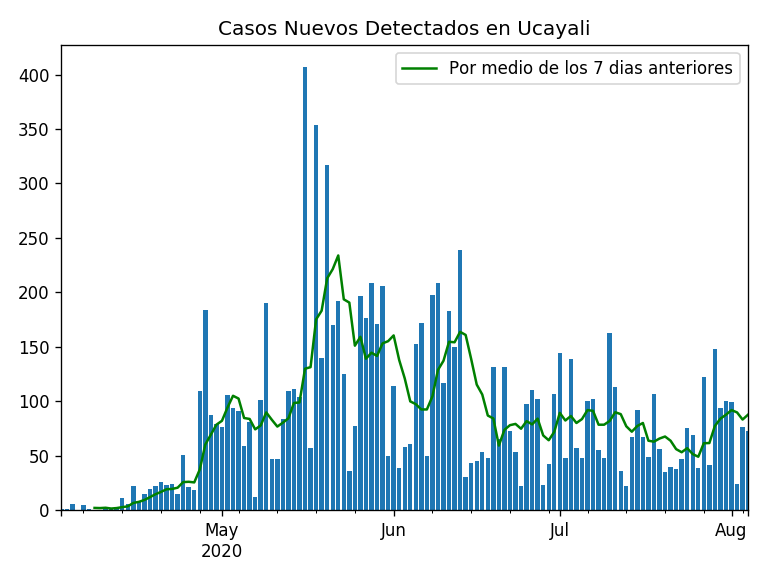 Casos Nuevos Detectados en Ucayali
Por medio de los 7 dias anteriores
400
350
300
250
200
150
100
50
0
May
2020
Jun
Jul
Aug